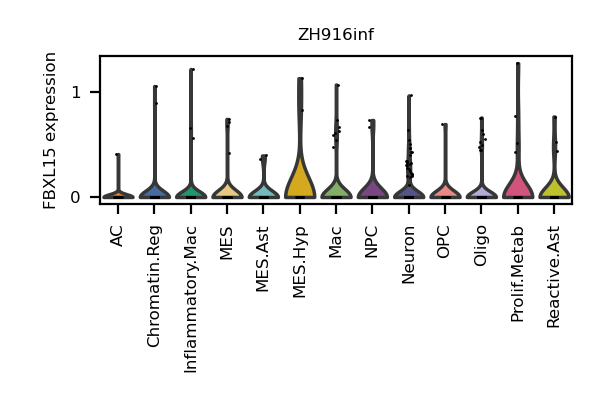 ZH916inf
FBXL15 expression
1
0
AC
Chromatin.Reg
Inflammatory.Mac
MES
MES.Ast
MES.Hyp
Mac
NPC
Neuron
OPC
Oligo
Prolif.Metab
Reactive.Ast